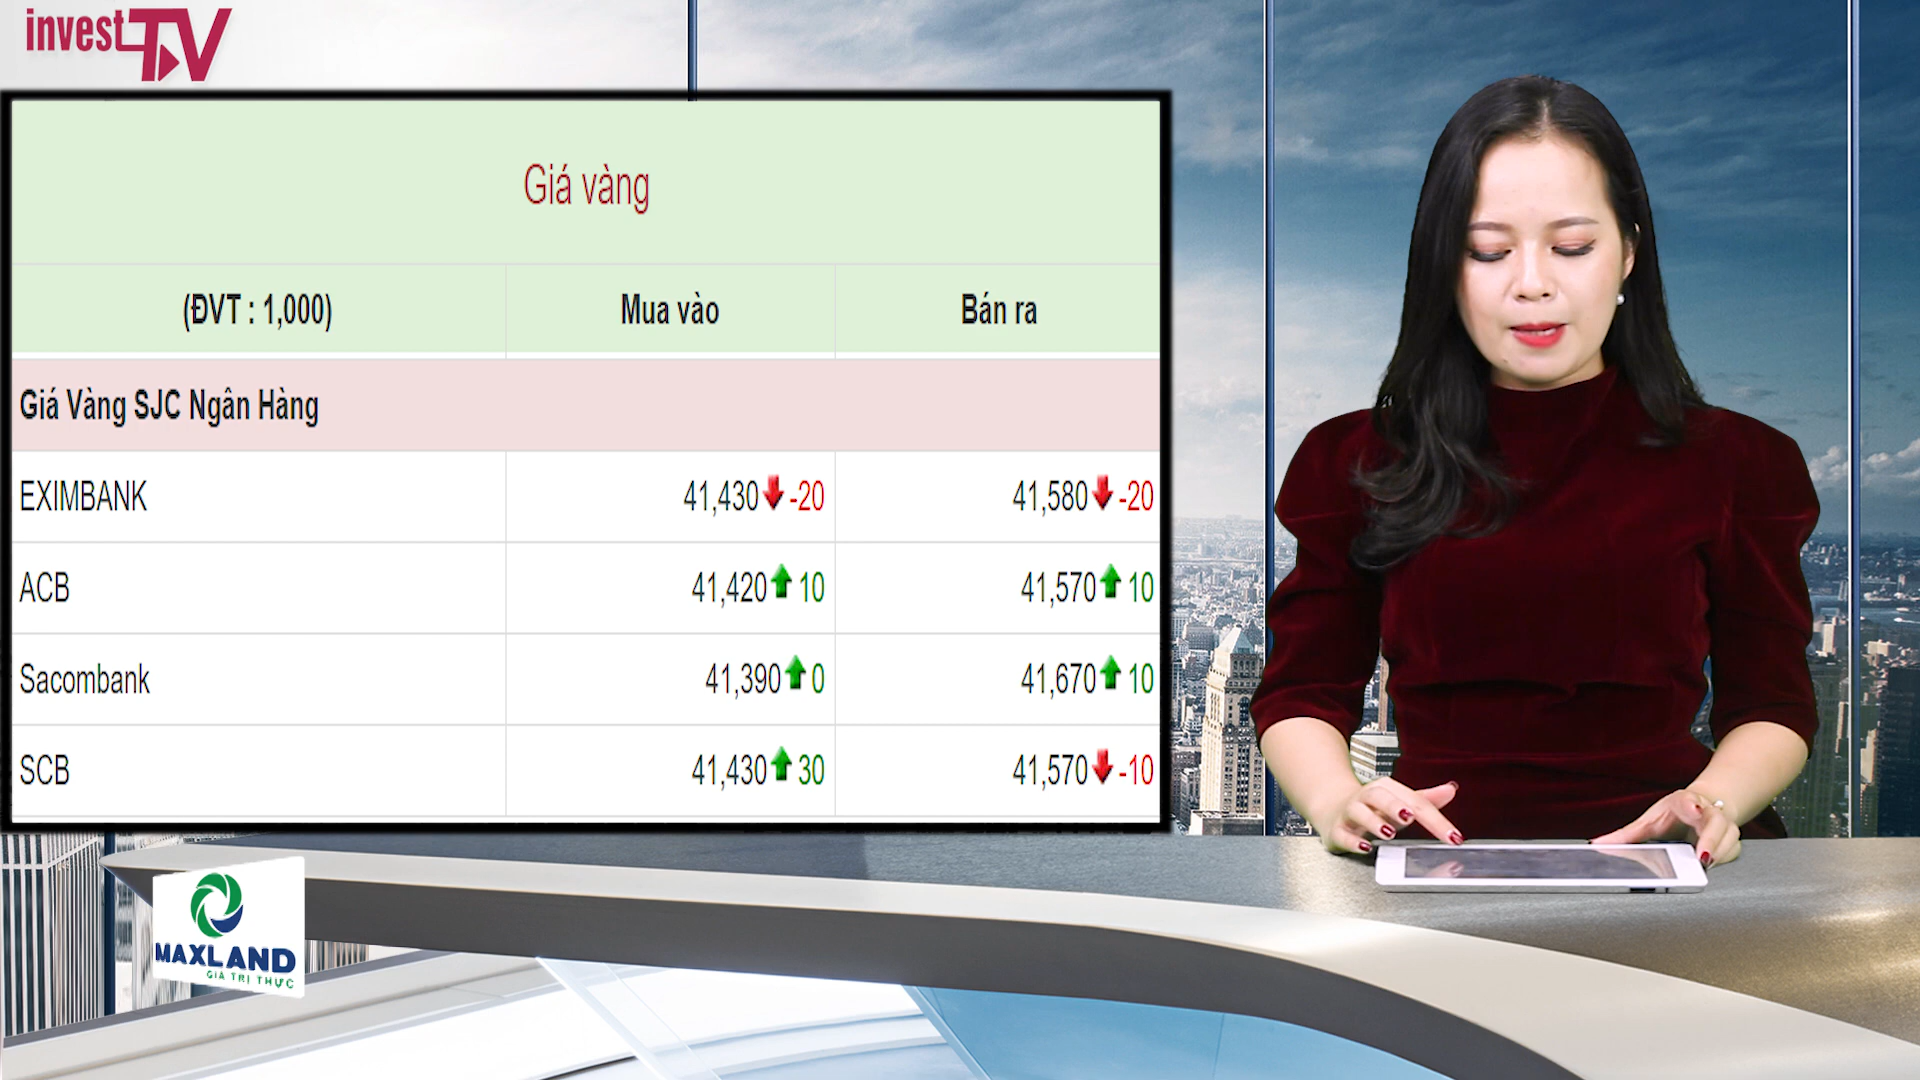 investTV
Giá vàng
(ĐVT : 1,000) Mua vào Bán ra
Giá Vàng SJC Ngân Hàng
EXIMBANK 41,430 -20 41,580 -20
ACB 41,420 10 41,570 10
Sacombank 41,390 0 41,670 10
SCB 41,430 30 41,570 -10
MAXLAND
GIÁ TRỊ THỰC